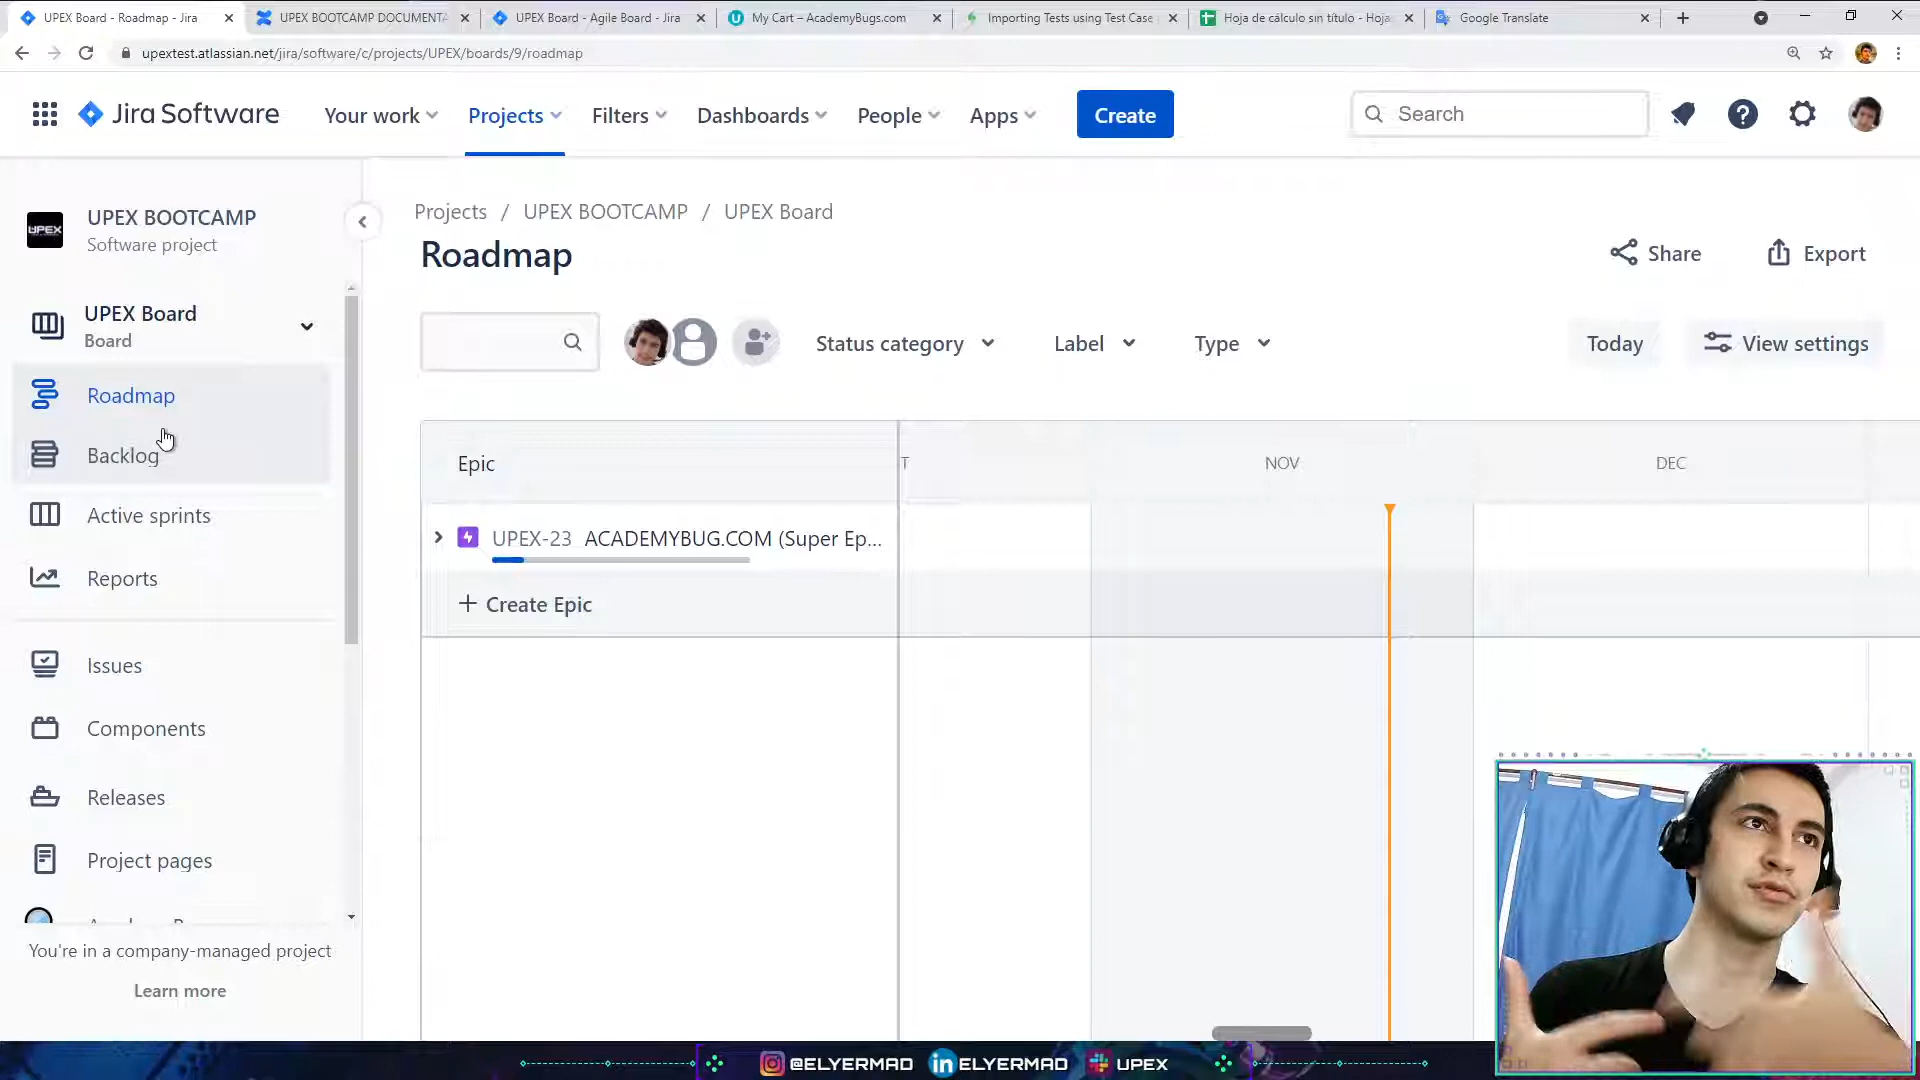 UPEX Board - Roadmap - Jira
UPEX BOOTCAMP DOCUMENTA
UPEX Board - Agile Board - Jira
My Cart – AcademyBugs.com
Importing Tests using Test Case
Hoja de cálculo sin título - Hoja
Google Translate
upextest.atlassian.net/jira/software/c/projects/UPEX/boards/9/roadmap
Jira Software
Your work
Projects
Filters
Dashboards
People
Apps
Create
Search
UPEX
UPEX BOOTCAMP
Software project
UPEX Board
Board
Roadmap
Backlog
Active sprints
Reports
Issues
Components
Releases
Project pages
You're in a company-managed project
Learn more
Projects / UPEX BOOTCAMP / UPEX Board
Roadmap
Share
Export
Status category
Label
Type
Today
View settings
Epic
T
NOV
DEC
UPEX-23 ACADEMYBUG.COM (Super Ep...
+ Create Epic
@ELYERMAD
in ELYERMAD
UPEX